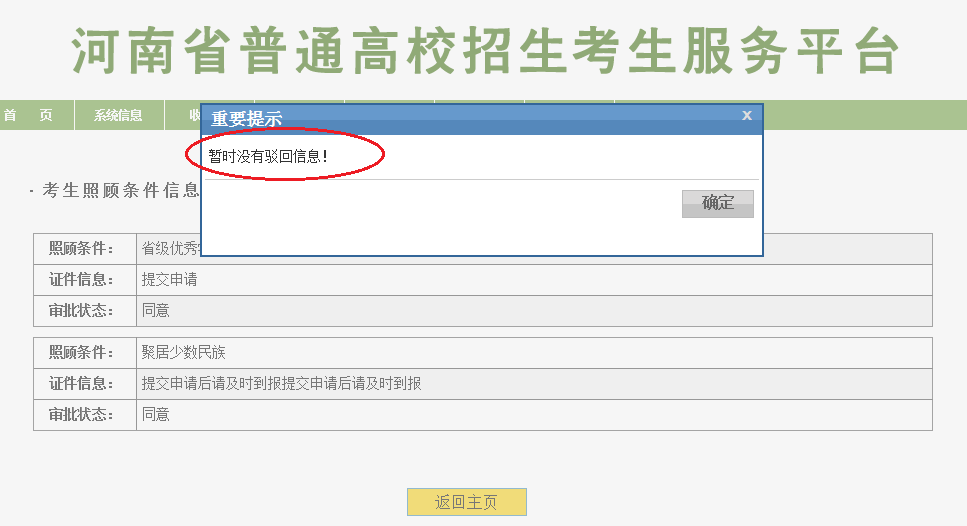 河南省普通高校招生考生服务平台
首 页 系统信息 收
重要提示 x
暂时没有驳回信息！
· 考生照顾条件信息
确定
照顾条件： 省级优秀
证件信息： 提交申请
审批状态： 同意
照顾条件： 聚居少数民族
证件信息： 提交申请后请及时到报提交申请后请及时到报
审批状态： 同意
返回主页